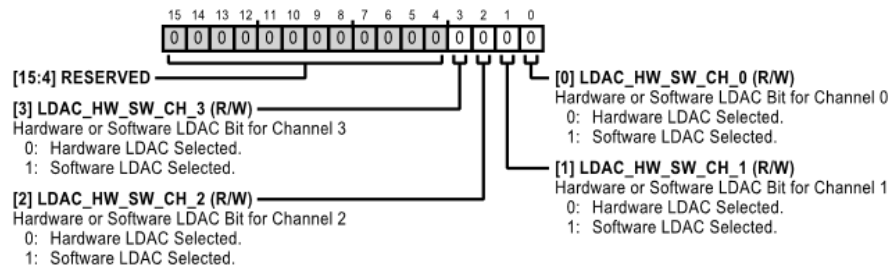 15 14 13 12 11 10 9 8 7 6 5 4 3 2 1 0
0 0 0 0 0 0 0 0 0 0 0 0 0 0 0 0
[15:4] RESERVED
[3] LDAC_HW_SW_CH_3 (R/W)
Hardware or Software LDAC Bit for Channel 3
0: Hardware LDAC Selected.
1: Software LDAC Selected.
[2] LDAC_HW_SW_CH_2 (R/W)
Hardware or Software LDAC Bit for Channel 2
0: Hardware LDAC Selected.
1: Software LDAC Selected.
[0] LDAC_HW_SW_CH_0 (R/W)
Hardware or Software LDAC Bit for Channel 0
0: Hardware LDAC Selected.
1: Software LDAC Selected.
[1] LDAC_HW_SW_CH_1 (R/W)
Hardware or Software LDAC Bit for Channel 1
0: Hardware LDAC Selected.
1: Software LDAC Selected.